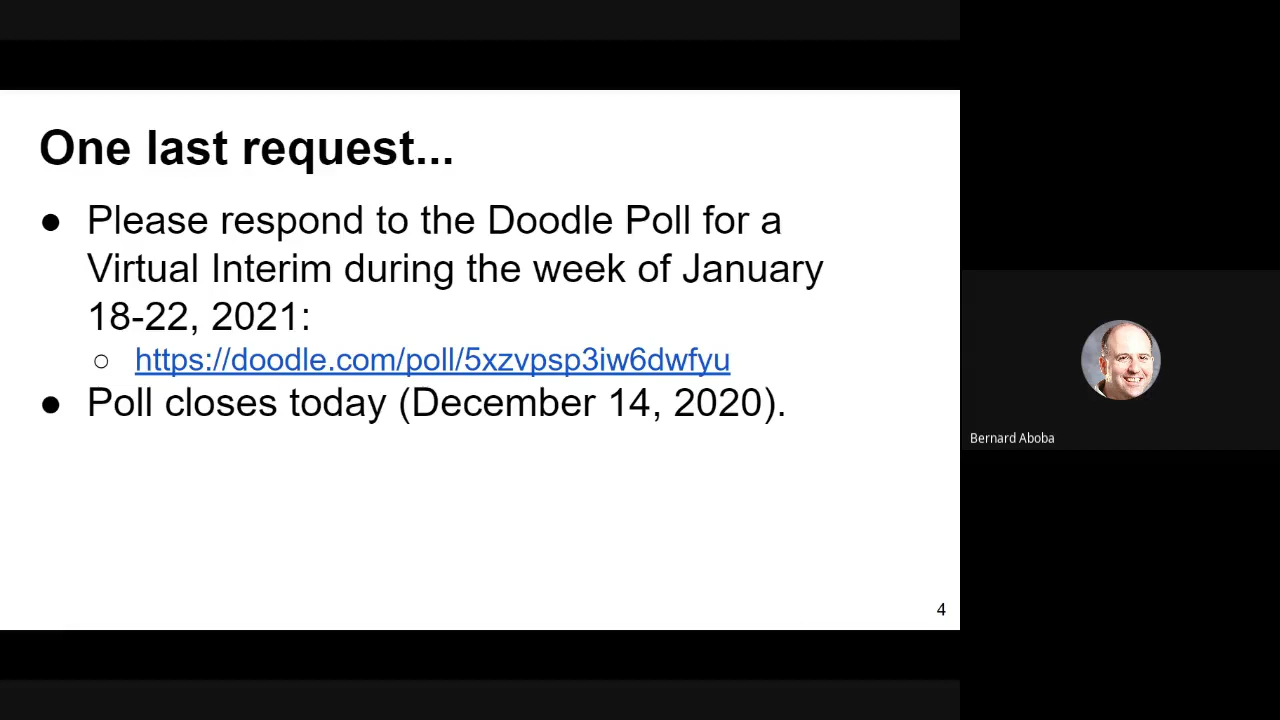 One last request...
● Please respond to the Doodle Poll for a
Virtual Interim during the week of January
18-22, 2021:
○ https://doodle.com/poll/5xzvpsp3iw6dwfyu
● Poll closes today (December 14, 2020).
4
Bernard Aboba